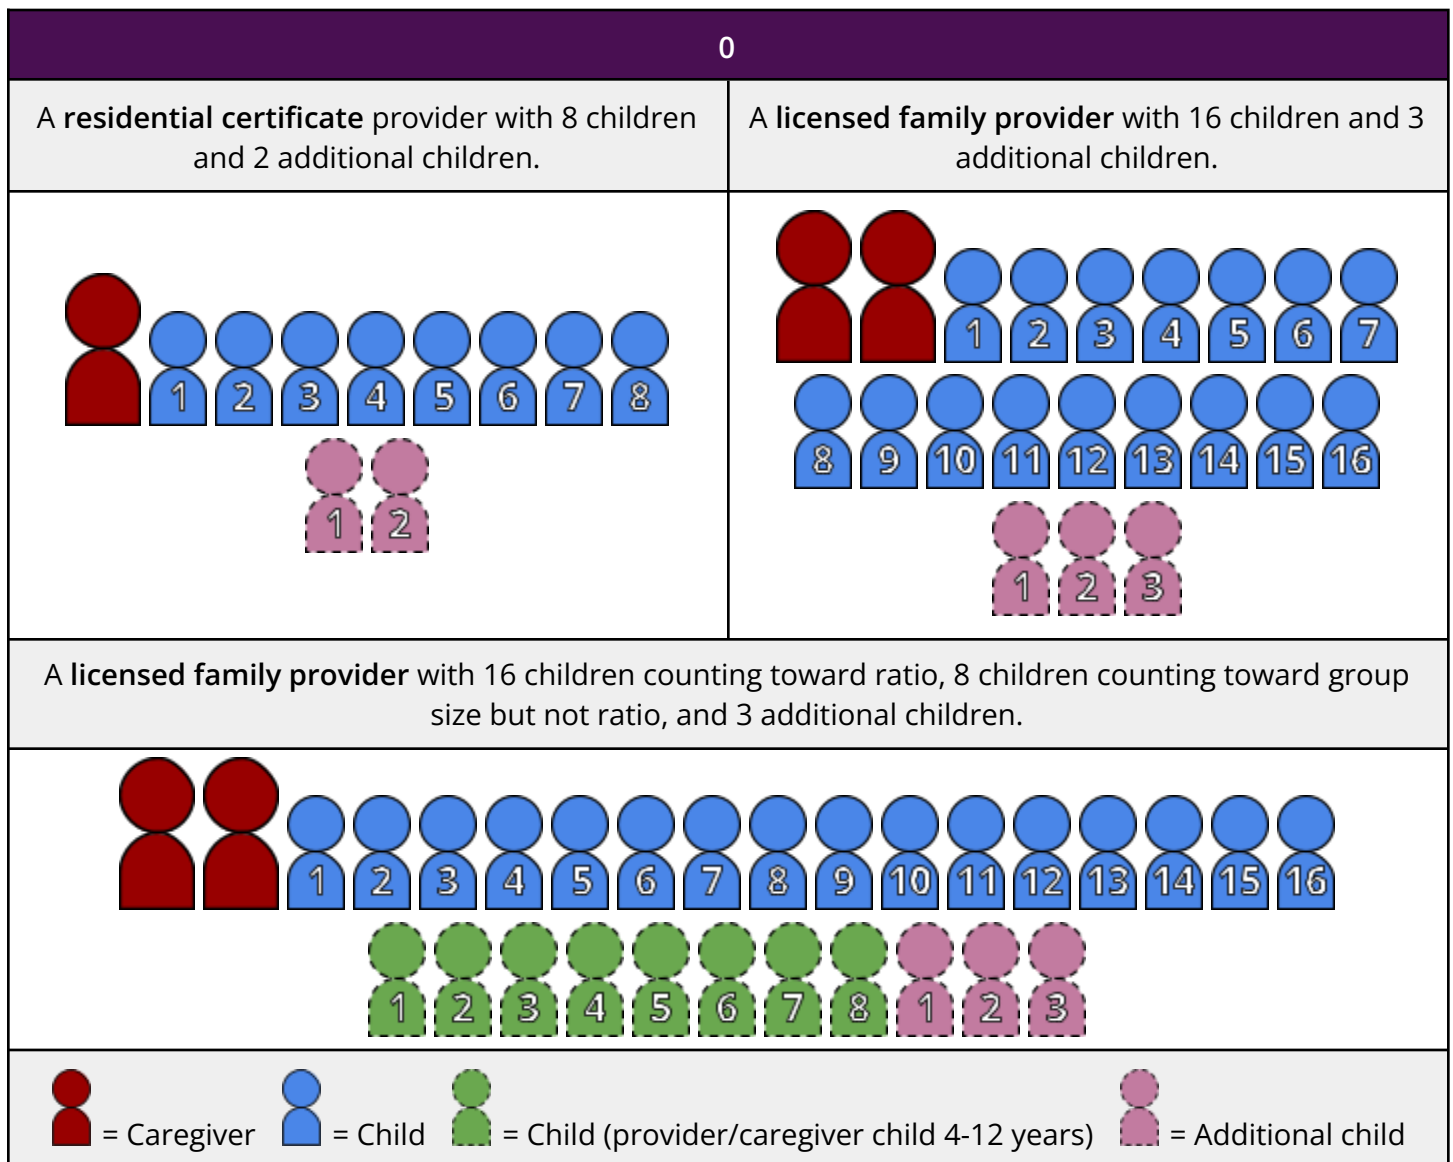 0
A residential certificate provider with 8 children
and 2 additional children.
A licensed family provider with 16 children and 3
additional children.
1 2 3 4 5 6 7 8
1 2
1 2 3 4 5 6 7
8 9 10 11 12 13 14 15 16
1 2 3
A licensed family provider with 16 children counting toward ratio, 8 children counting toward group
size but not ratio, and 3 additional children.
1 2 3 4 5 6 7 8 9 10 11 12 13 14 15 16
1 2 3 4 5 6 7 8 1 2 3
= Caregiver = Child = Child (provider/caregiver child 4-12 years) = Additional child